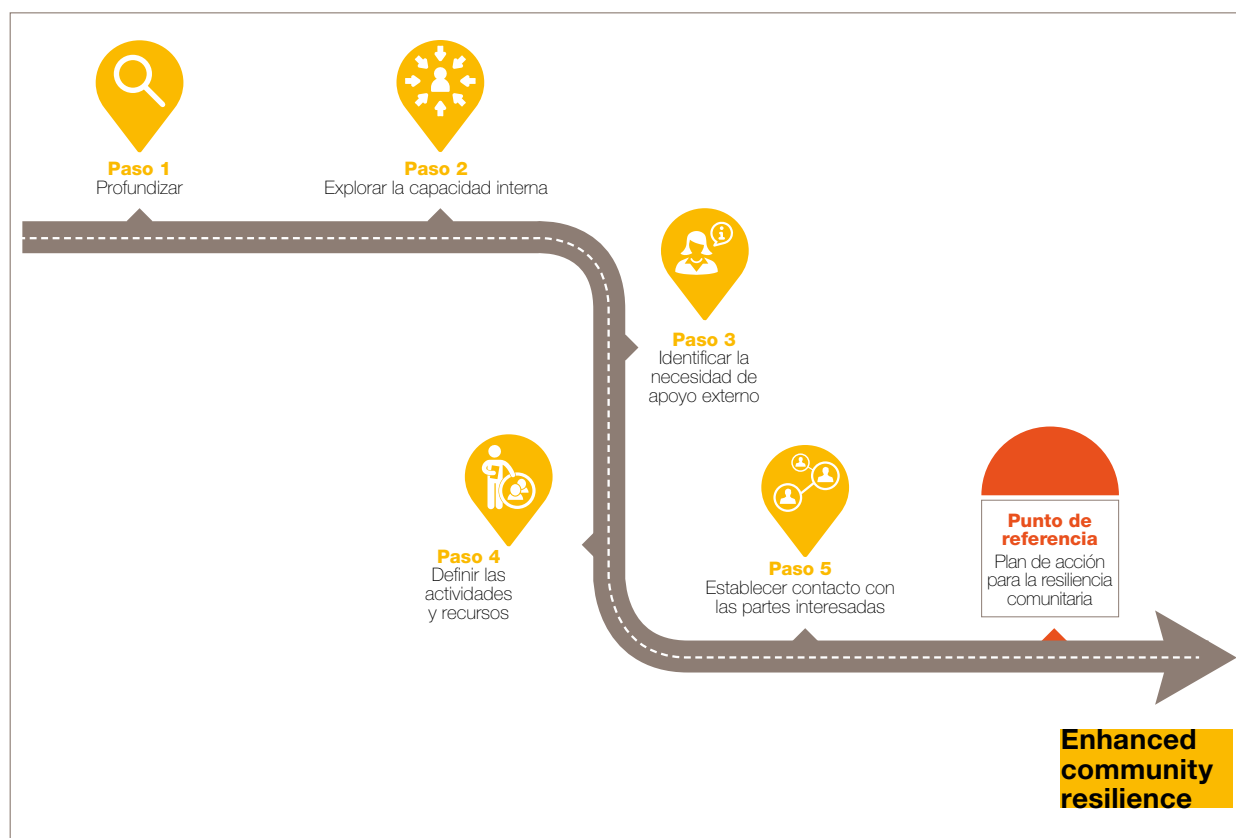 Paso 1
Profundizar
Paso 2
Explorar la capacidad interna
Paso 3
Identificar la
necesidad de
apoyo externo
Paso 4
Definir las
actividades
y recursos
Paso 5
Establecer contacto con
las partes interesadas
Punto de
referencia
Plan de acción
para la resiliencia
comunitaria
Enhanced
community
resilience